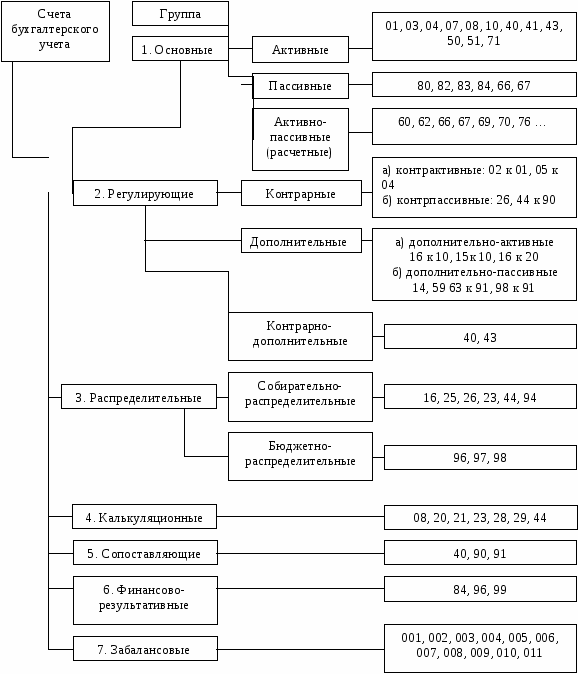 Счета
бухгалтерского
учета
Группа
1. Основные
Активные
01, 03, 04, 07, 08, 10, 40, 41, 43,
50, 51, 71
Пассивные
80, 82, 83, 84, 66, 67
Активно-
пассивные
(расчетные)
60, 62, 66, 67, 69, 70, 76 ...
2. Регулирующие
Контрарные
а) контрактивные: 02 к 01, 05 к
04
б) контрпассивные: 26, 44 к 90
Дополнительные
а) дополнительно-активные
16 к 10, 15к 10, 16 к 20
б) дополнительно-пассивные
14, 59 63 к 91, 98 к 91
Контрарно-
дополнительные
40, 43
3. Распределительные
Собирательно-
распределительные
16, 25, 26, 23, 44, 94
Бюджетно-
распределительные
96, 97, 98
4. Калькуляционные
08, 20, 21, 23, 28, 29, 44
5. Сопоставляющие
40, 90, 91
6. Финансово-
результативные
84, 96, 99
7. Забалансовые
001, 002, 003, 004, 005, 006,
007, 008, 009, 010, 011